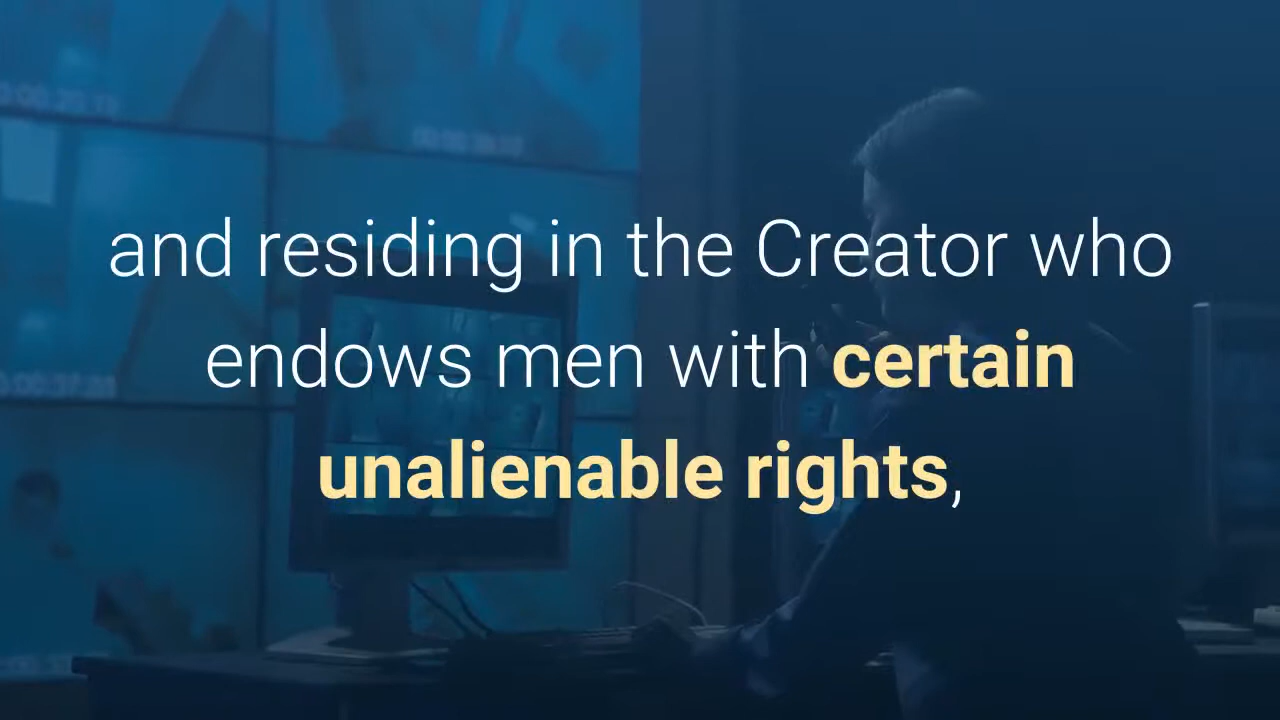 and residing in the Creator who
endows men with certain
unalienable rights,